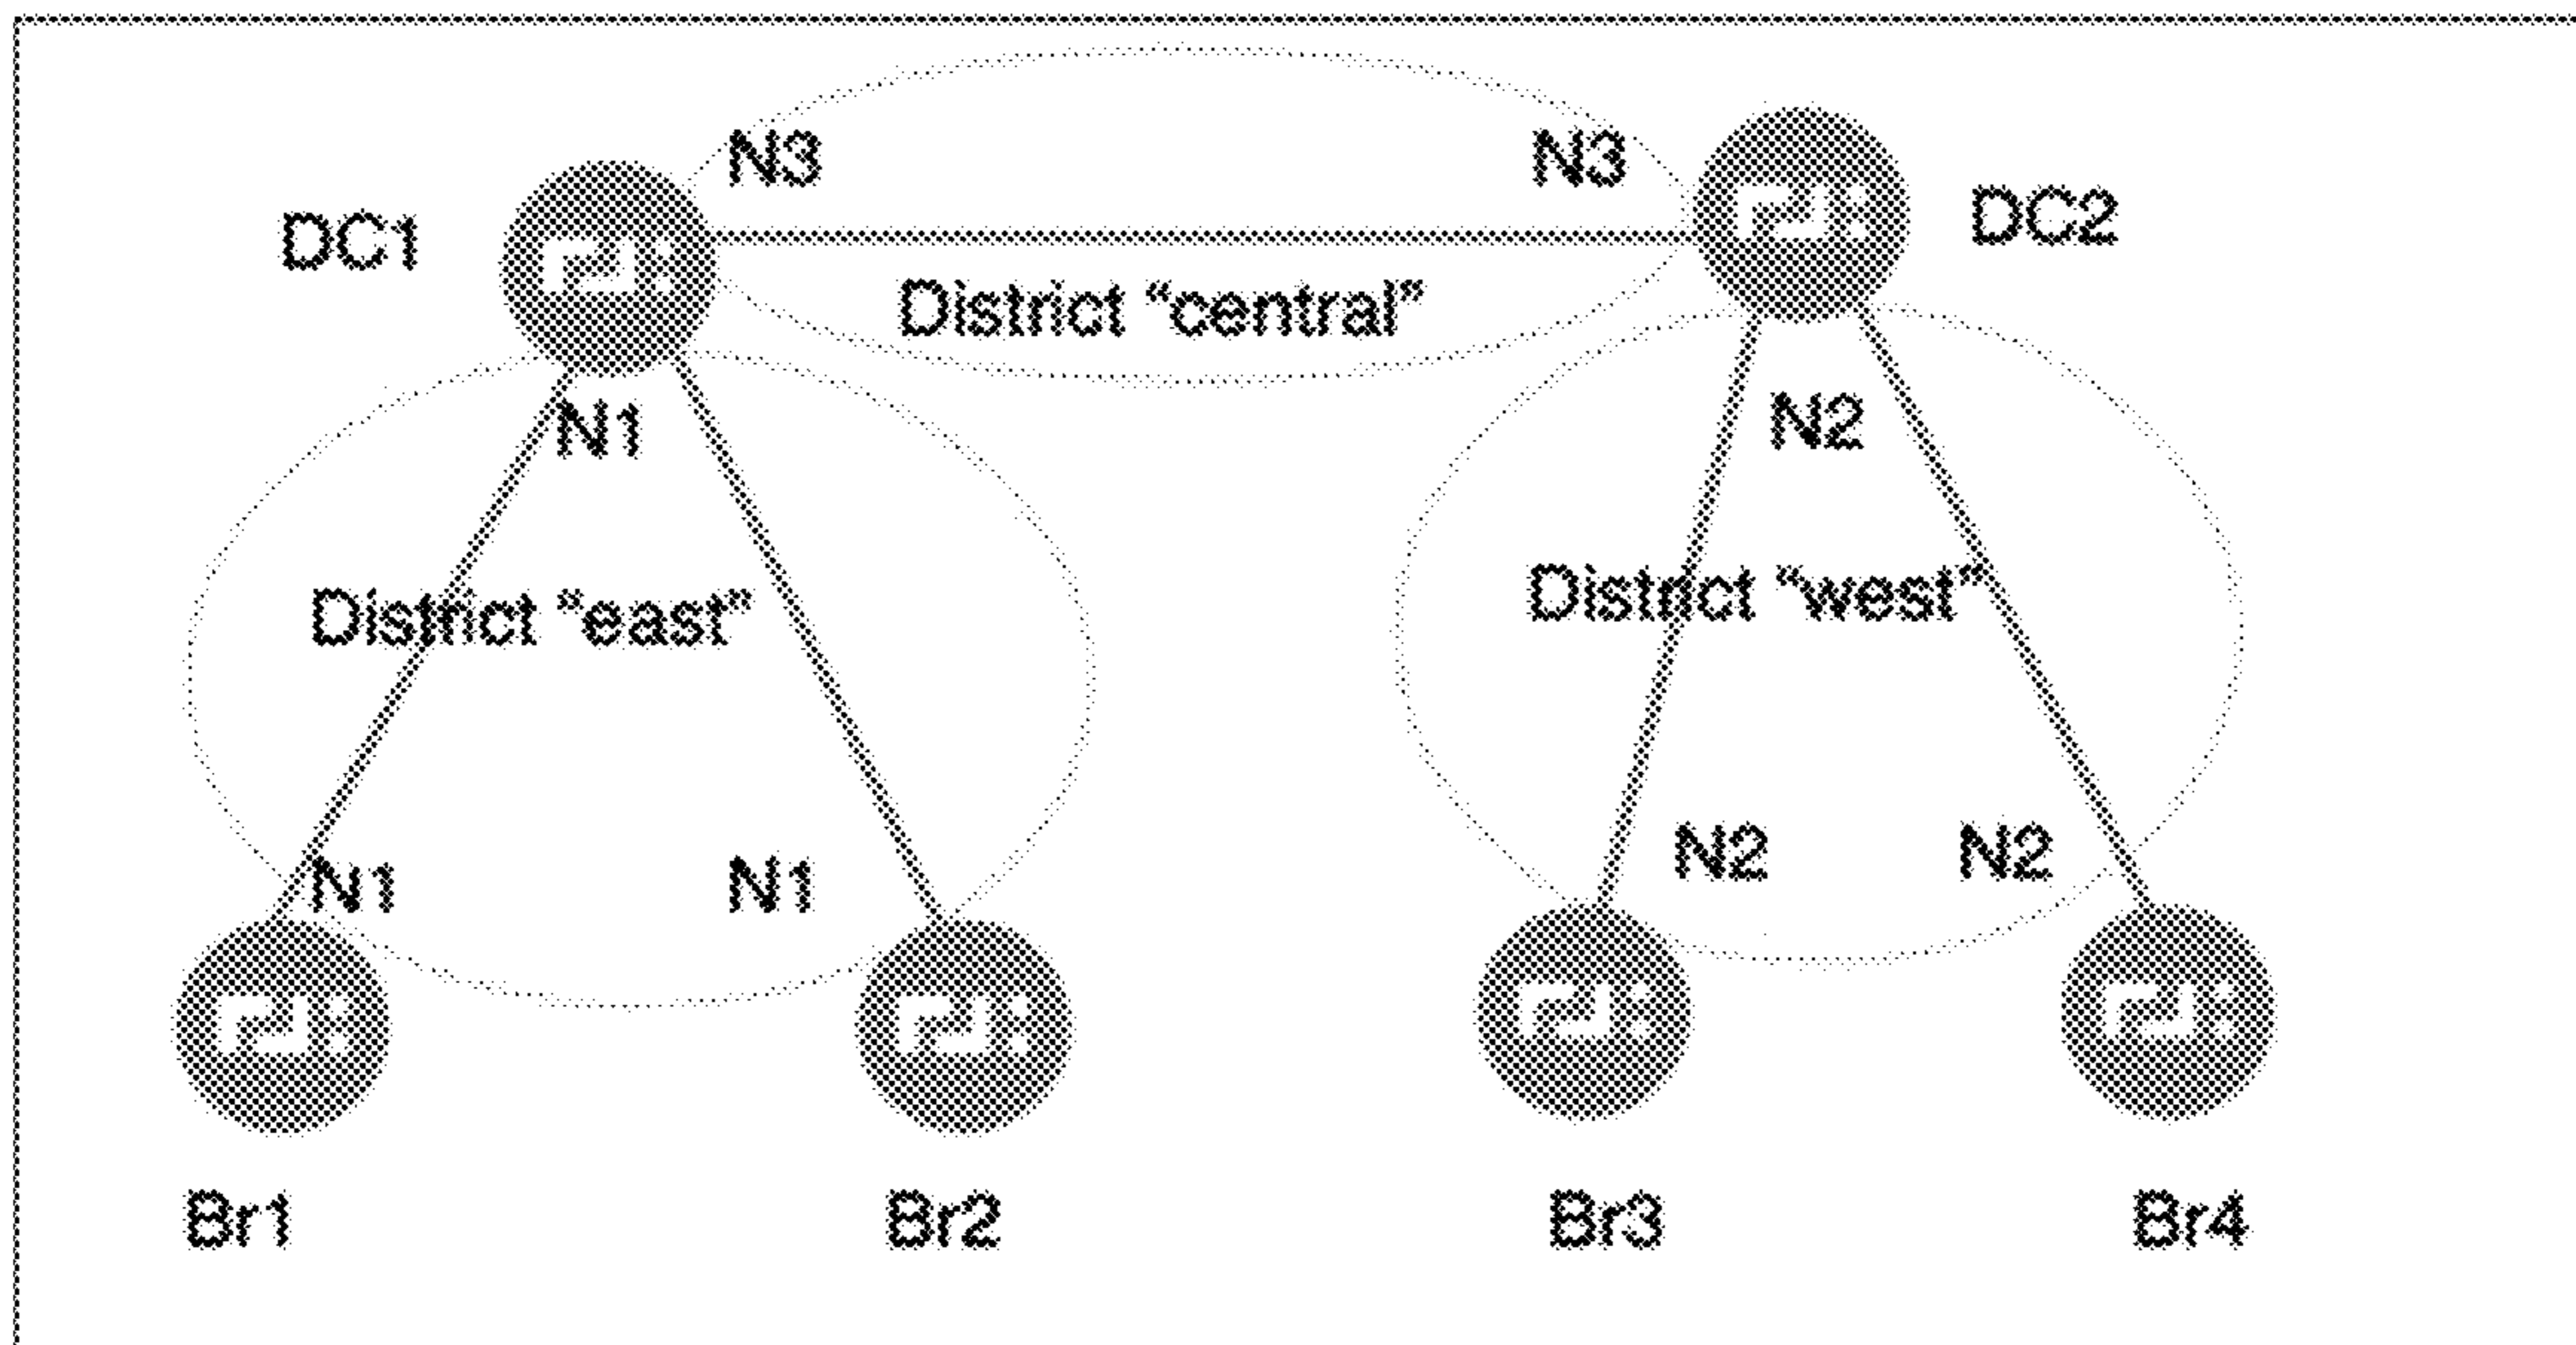 N3
N3
DC1
DC2
District “central”
N1
N2
District “east”
District “west”
N1
N1
N2
N2
Br1
Br2
Br3
Br4